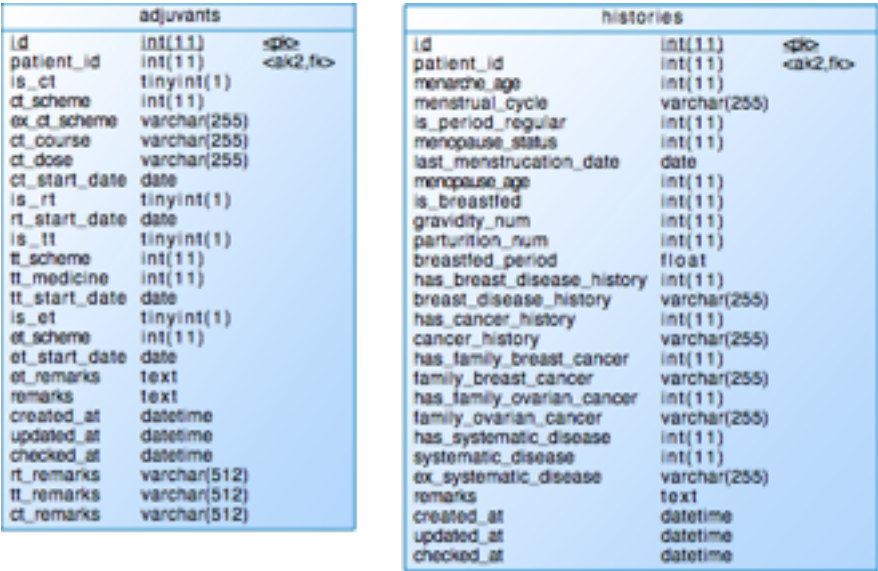 adjuvants
id int(11) <pk>
patient_id int(11) <ak2,fk>
is_ct tinyint(1)
ct_scheme int(11)
ex_ct_scheme varchar(255)
ct_course varchar(255)
ct_dose varchar(255)
ct_start_date date
is_rt tinyint(1)
rt_start_date date
is_tt tinyint(1)
tt_scheme int(11)
tt_medicine int(11)
tt_start_date date
is_et tinyint(1)
et_scheme int(11)
et_start_date date
et_remarks text
remarks text
created_at datetime
updated_at datetime
checked_at datetime
rt_remarks varchar(512)
tt_remarks varchar(512)
ct_remarks varchar(512)
histories
id int(11) <pk>
patient_id int(11) <ak2,fk>
menarche_age int(11)
menstrual_cycle varchar(255)
is_period_regular int(11)
menopause_status int(11)
last_menstrucation_date date
menopause_age int(11)
is_breastfed int(11)
gravidity_num int(11)
parturition_num int(11)
breastfed_period float
has_breast_disease_history int(11)
breast_disease_history varchar(255)
has_cancer_history int(11)
cancer_history varchar(255)
has_family_breast_cancer int(11)
family_breast_cancer varchar(255)
has_family_ovarian_cancer int(11)
family_ovarian_cancer varchar(255)
has_systematic_disease int(11)
systematic_disease int(11)
ex_systematic_disease varchar(255)
remarks text
created_at datetime
updated_at datetime
checked_at datetime